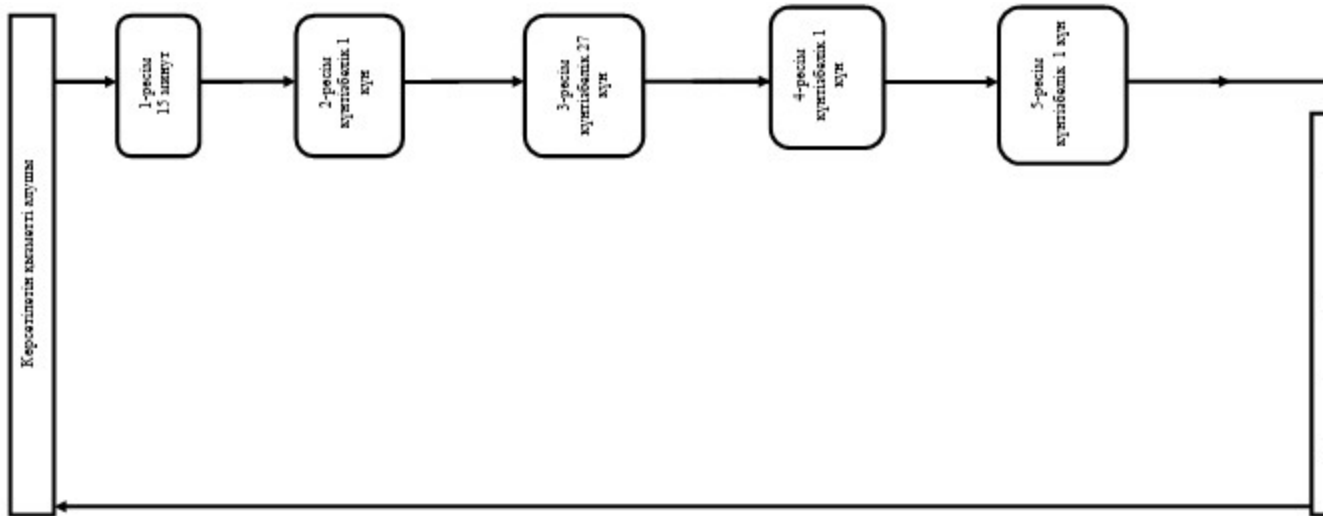 Көрсетілетін қызметті алушы
1-рәсім
15 минут
2-рәсім
күнтізбелік 1
күн
3-рәсім
күнтізбелік 27
күн
4-рәсім
күнтізбелік 1
күн
5-рәсім
күнтізбелік 1 күн